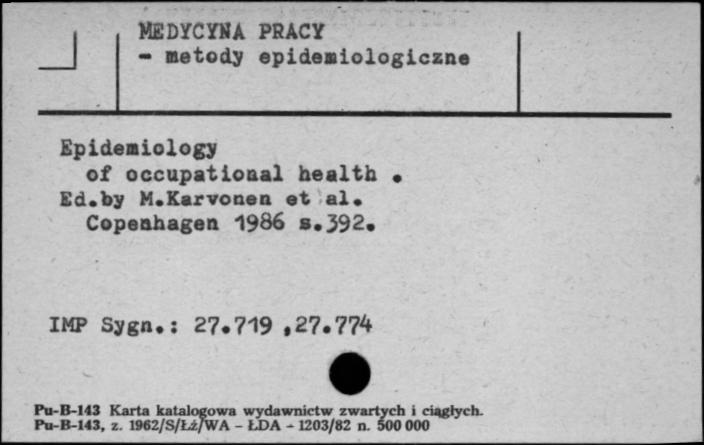 MEDYCYNA PRACY
- metody epidemiologiczne
Epidemiology
of occupational health .
Ed.by M.Karvonen et al.
Copenhagen 1986 s.392.
IMP Sygn.: 27.719 ,27.774
Pu-B-143 Karta katalogowa wydawnictw zwartych i ciągłych.
Pu-B-143, z. 1962/S/Łż/WA - ŁDA - 1203/82 n. 500 000